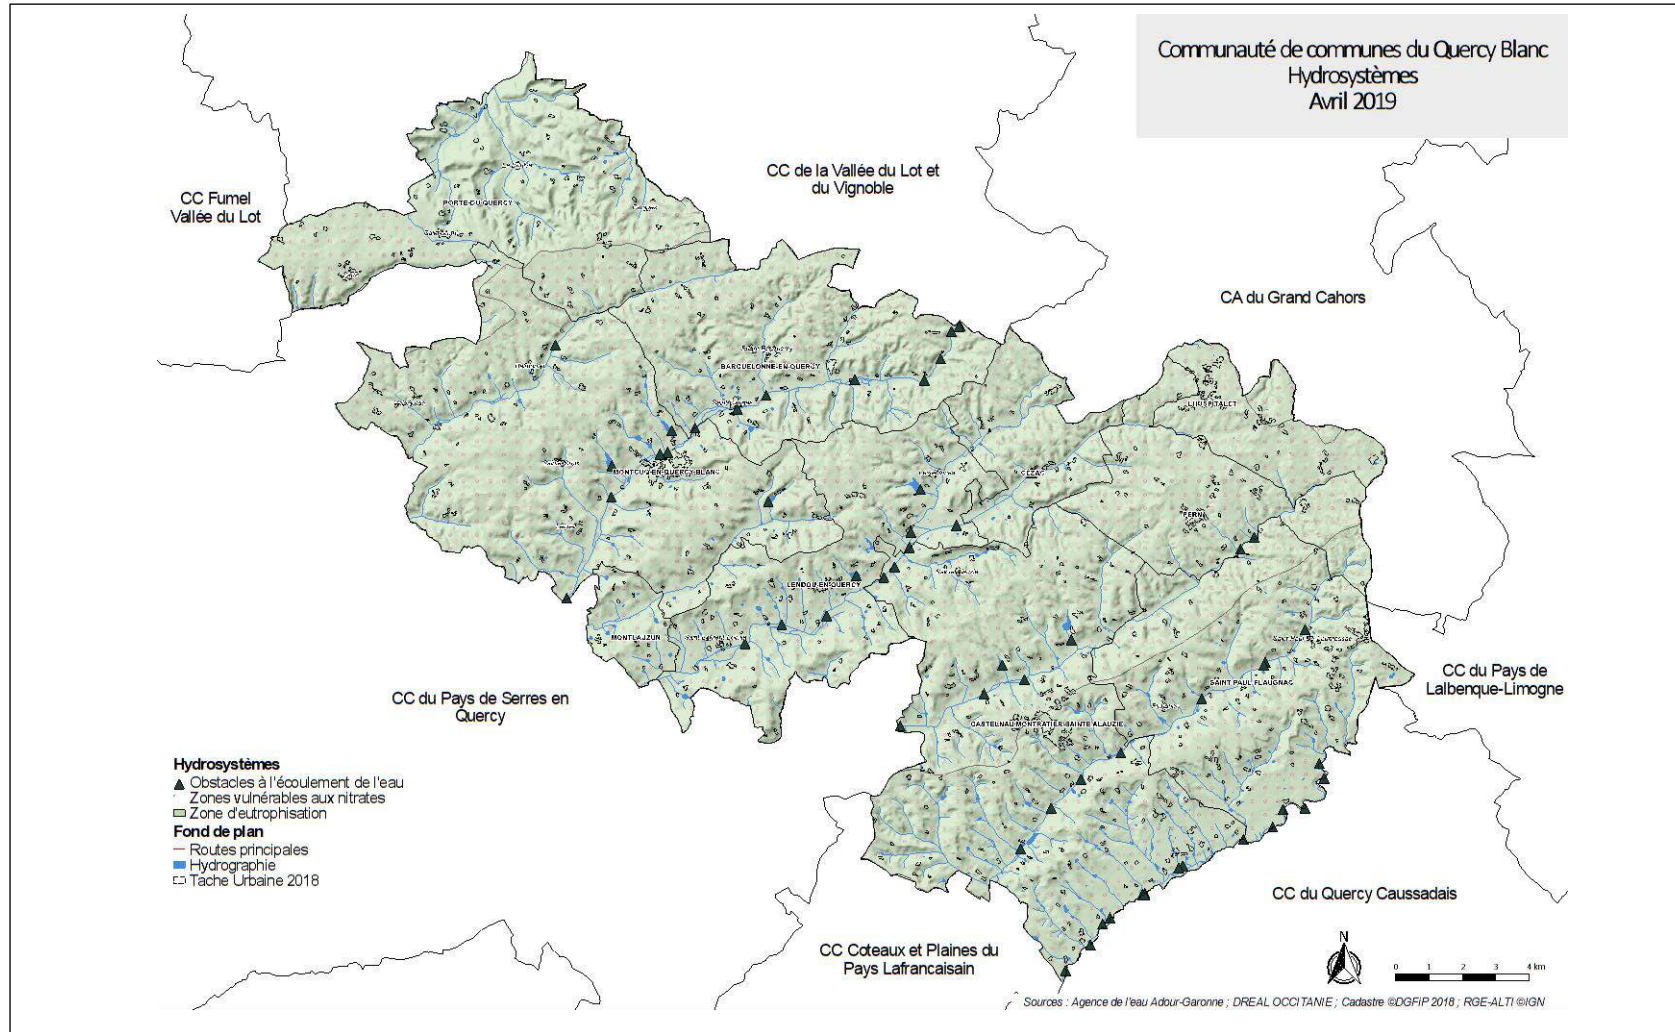 Communauté de communes du Quercy Blanc
Hydrosystèmes
Avril 2019
CC de la Vallée du Lot et
du Vignoble
CC Fumel
Vallée du Lot
PORTE DU QUERCY
CA du Grand Cahors
BARGUELONNE-EN-QUERCY
L'HOSPITALET
MONTCUQ-EN-QUERCY-BLANC
CEZAC
PERN
LENDOU-EN-QUERCY
MONTLAUZUN
SAINT PAUL FLAUGNAC
CASTELNAU MONTRATIER-SAINTE ALAUZIE
CC du Pays de
Lalbenque-Limogne
CC du Pays de Serres en
Quercy
Hydrosystèmes
Obstacles à l'écoulement de l'eau
Zones vulnérables aux nitrates
Zone d'eutrophisation
Fond de plan
Routes principales
Hydrographie
Tache Urbaine 2018
CC du Quercy Caussadais
CC Coteaux et Plaines du
Pays Lafrancaisain
N
0 1 2 3 4 km
Sources : Agence de l'eau Adour-Garonne ; DREAL OCCITANIE ; Cadastre ©DGFIP 2018 ; RGE-ALTI ©IGN